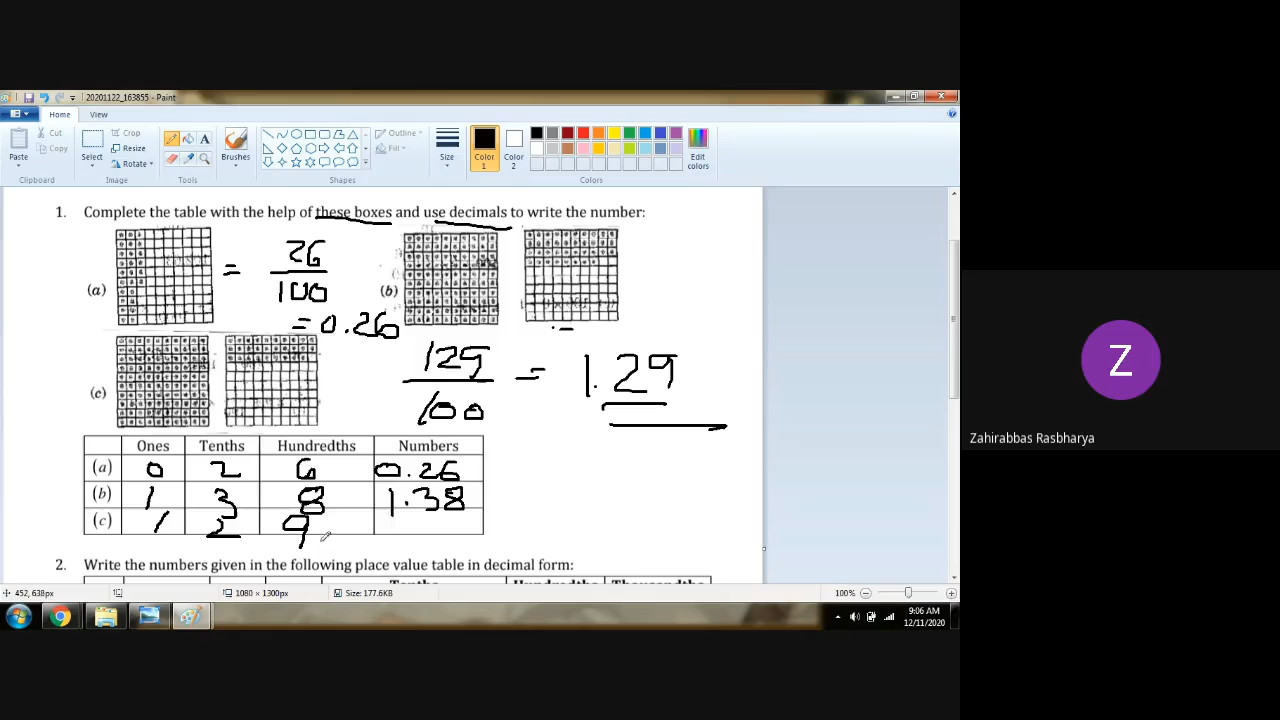 20201122_163855 - Paint
Home View
Paste
Cut
Copy
Clipboard
Select
Crop
Resize
Rotate
Image
Tools
Brushes
Shapes
Outline
Fill
Size
Color 1
Color 2
Edit colors
Colors
1. Complete the table with the help of these boxes and use decimals to write the number:
(a) = 26/100
= 0.26
(b)
(c)
129/100 = 1.29
Ones Tenths Hundredths Numbers
(a) 0 2 6 0.26
(b) 1 3 8 1.38
(c) 1 2 9
2. Write the numbers given in the following place value table in decimal form:
Tenths Hundredths Thousandths
452, 638px
1080 × 1300px
Size: 177.6KB
100%
9:06 AM
12/11/2020
Z
Zahirabbas Rasbharya